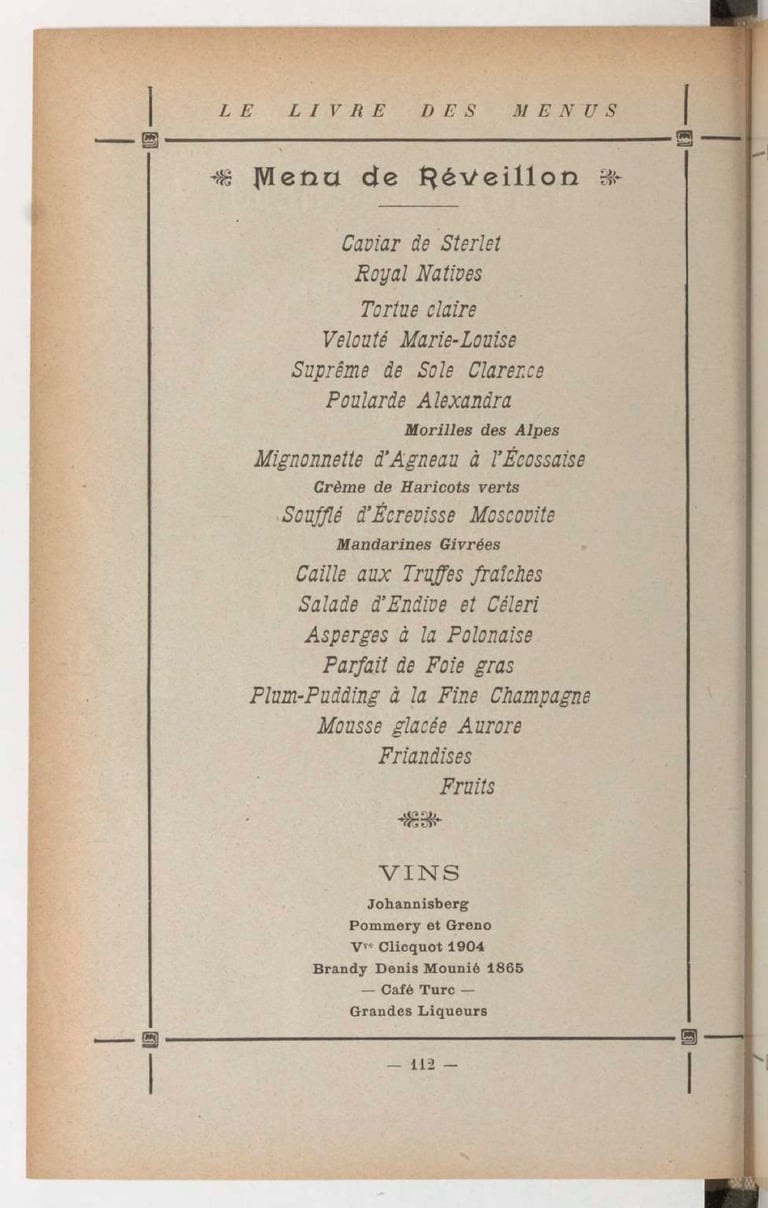 LE LIVRE DES MENUS
Menu de Réveillon
Caviar de Sterlet
Royal Natives
Tortue claire
Velouté Marie-Louise
Suprême de Sole Clarence
Poularde Alexandra
Morilles des Alpes
Mignonnette d'Agneau à l'Écossaise
Crème de Haricots verts
Soufflé d'Écrevisse Moscovite
Mandarines Givrées
Caille aux Truffes fraîches
Salade d'Endive et Céleri
Asperges à la Polonaise
Parfait de Foie gras
Plum-Pudding à la Fine Champagne
Mousse glacée Aurore
Friandises
Fruits
VINS
Johannisberg
Pommery et Greno
Vve Clicquot 1904
Brandy Denis Mounié 1865
— Café Turc —
Grandes Liqueurs
— 112 —